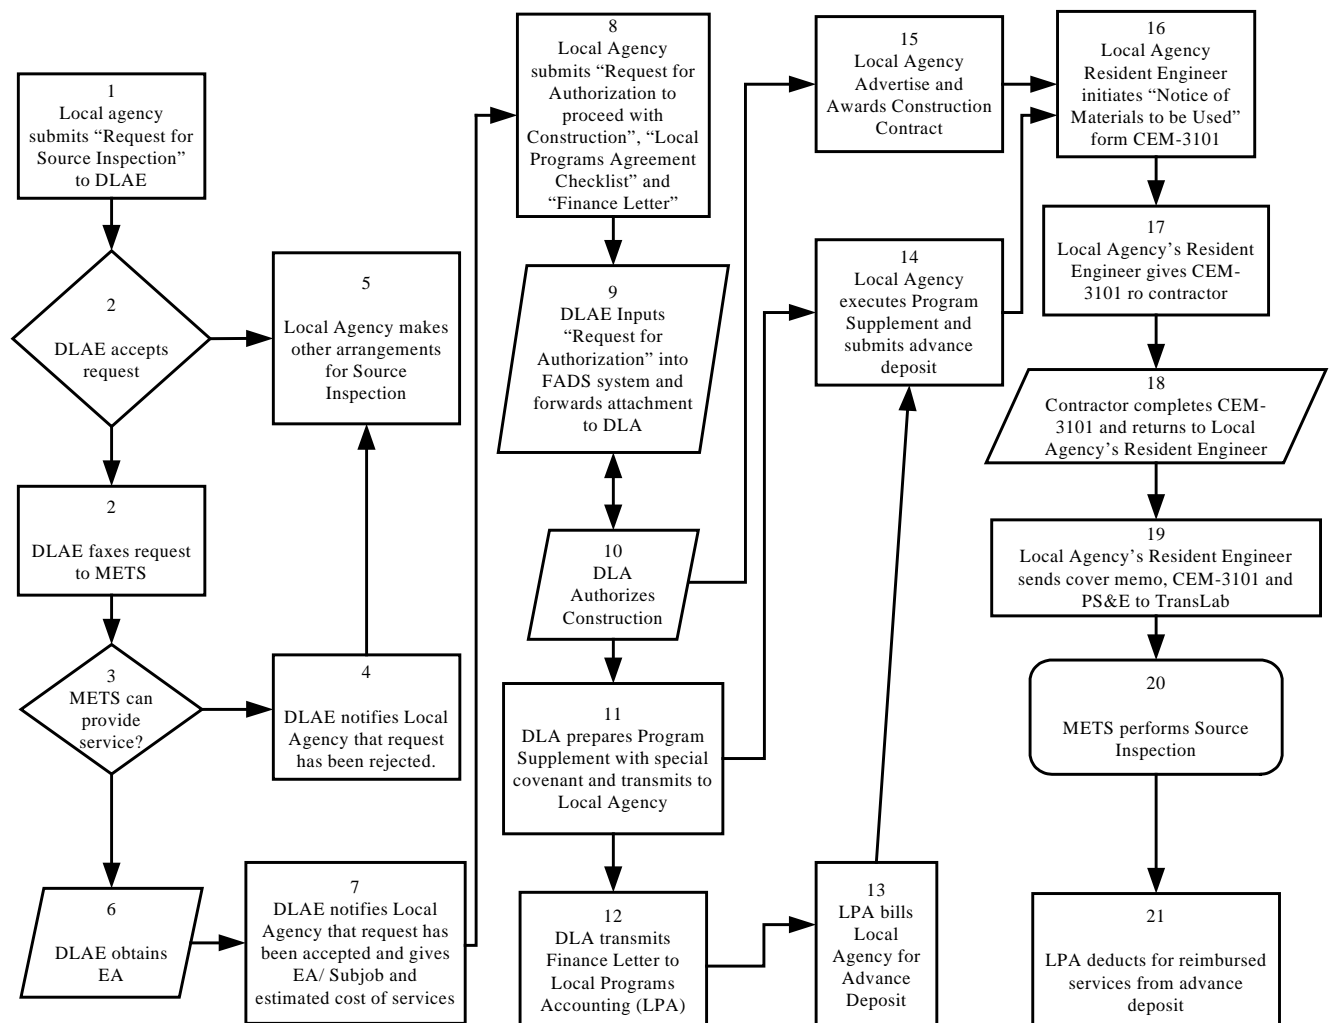 1
Local agency
submits “Request for
Source Inspection”
to DLAE
2
DLAE accepts
request
2
DLAE faxes request
to METS
3
METS can
provide
service?
4
DLAE notifies Local
Agency that request
has been rejected.
5
Local Agency makes
other arrangements
for Source
Inspection
6
DLAE obtains
EA
7
DLAE notifies Local
Agency that request has
been accepted and gives
EA/ Subjob and
estimated cost of services
8
Local Agency
submits “Request for
Authorization to
proceed with
Construction”, “Local
Programs Agreement
Checklist” and
“Finance Letter”
9
DLAE Inputs
“Request for
Authorization” into
FADS system and
forwards attachment
to DLA
10
DLA
Authorizes
Construction
11
DLA prepares Program
Supplement with special
covenant and transmits to
Local Agency
12
DLA transmits
Finance Letter to
Local Programs
Accounting (LPA)
13
LPA bills
Local
Agency for
Advance
Deposit
14
Local Agency
executes Program
Supplement and
submits advance
deposit
15
Local Agency
Advertise and
Awards Construction
Contract
16
Local Agency
Resident Engineer
initiates “Notice of
Materials to be Used”
form CEM-3101
17
Local Agency’s Resident
Engineer gives CEM-
3101 ro contractor
18
Contractor completes CEM-
3101 and returns to Local
Agency’s Resident Engineer
19
Local Agency’s Resident Engineer
sends cover memo, CEM-3101 and
PS&E to TransLab
20
METS performs Source
Inspection
21
LPA deducts for reimbursed
services from advance
deposit